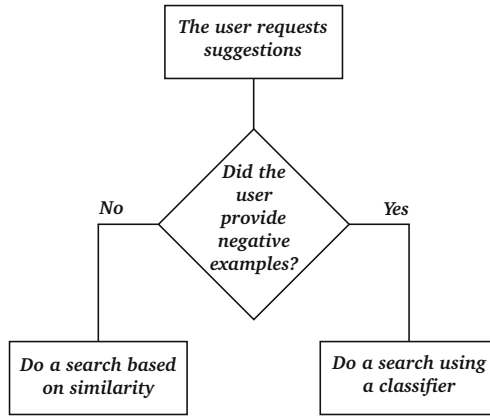 The user requests
suggestions
Did the
user
provide
negative
examples?
No
Yes
Do a search based
on similarity
Do a search using
a classifier